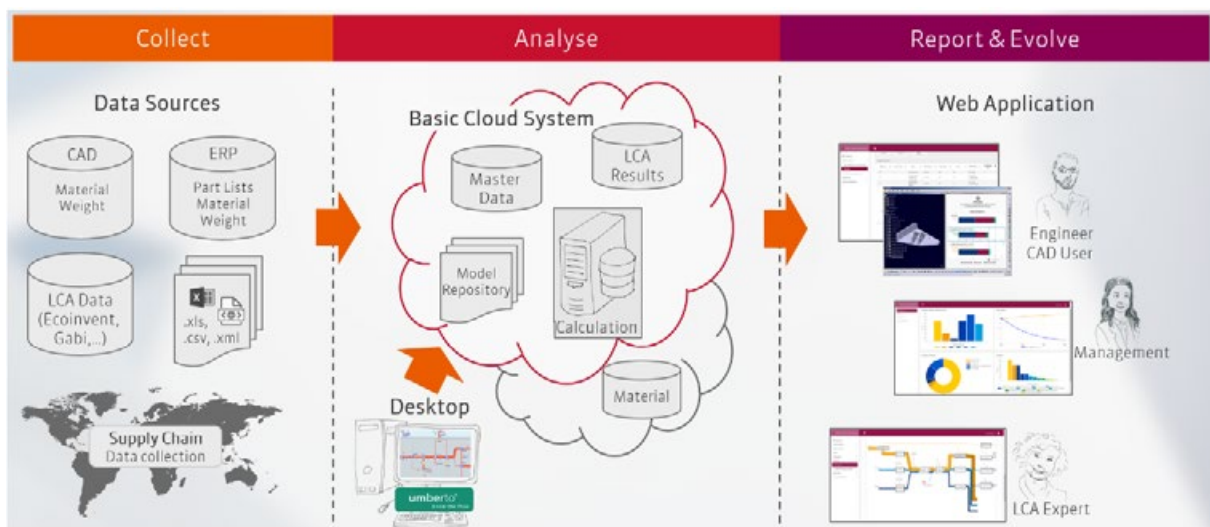 Collect
Analyse
Report & Evolve
Data Sources
CAD
Material
Weight
ERP
Part Lists
Material
Weight
LCA Data
(Ecoinvent,
Gabi,...)
.xls,
.csv, .xml
Supply Chain
Data collection
Basic Cloud System
Master
Data
LCA
Results
Model
Repository
Calculation
Material
Desktop
umberto
Web Application
Engineer
CAD User
Management
LCA Expert